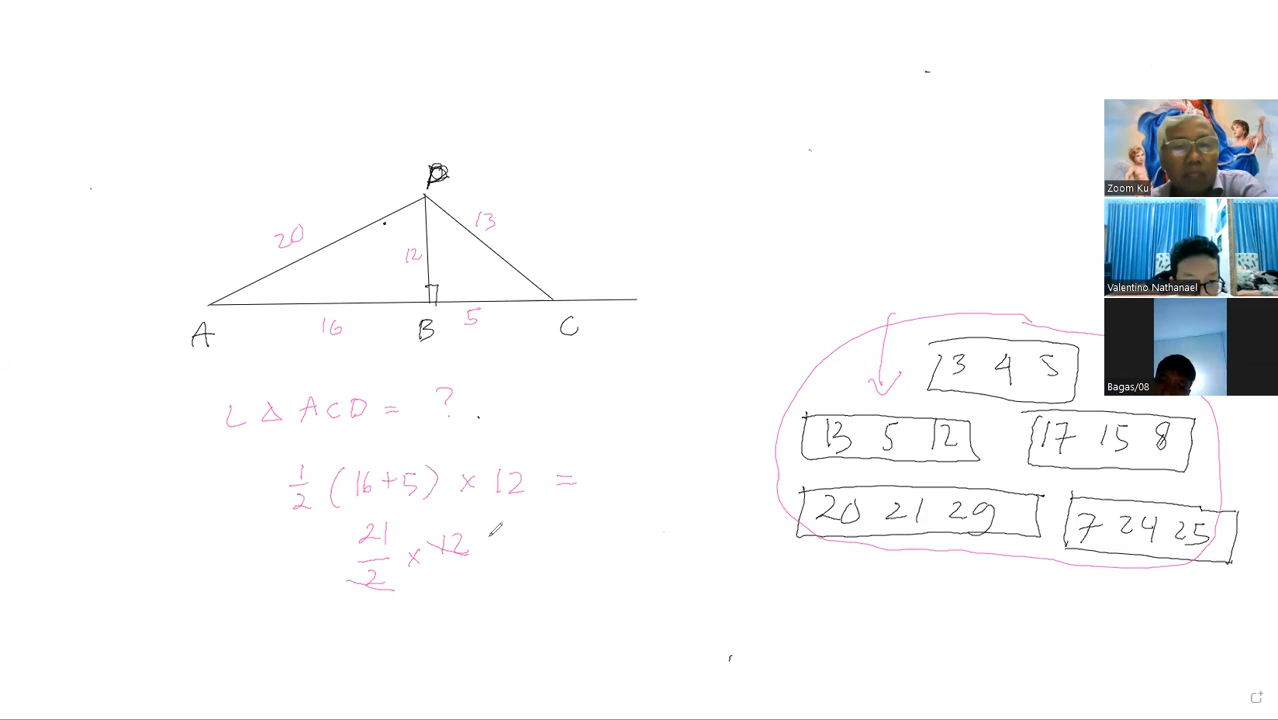 20
13
12
16
5
A
B
C
L Δ ACD = ?
1/2 (16+5) × 12 =
21/2 × 12
3 4 5
13 5 12
17 15 8
20 21 29
7 24 25
Zoom Ku
Valentino Nathanael
Bagas/08